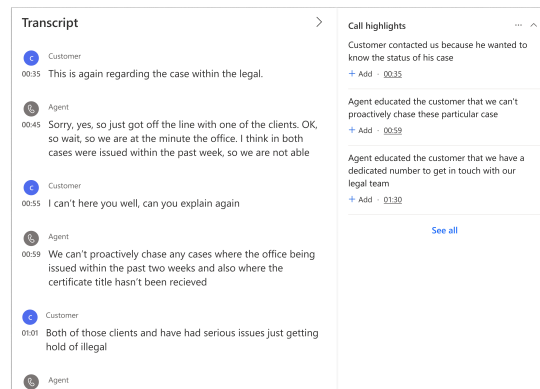 Transcript
Customer
C
00:35 This is again regarding the case within the legal.
Agent
00:45 Sorry, yes, so just got off the line with one of the clients. OK,
so wait, so we are at the minute the office. I think in both
cases were issued within the past week, so we are not able
Customer
C
00:55 I can't here you well, can you explain again
Agent
00:59 We can't proactively chase any cases where the office being
issued within the past two weeks and also where the
certificate title hasn't been recieved
Customer
C
01:01 Both of those clients and have had serious issues just getting
hold of illegal
Agent
Call highlights
Customer contacted us because he wanted to
know the status of his case
+ Add · 00:35
Agent educated the customer that we can't
proactively chase these particular case
+ Add · 00:59
Agent educated the customer that we have a
dedicated number to get in touch with our
legal team
+ Add · 01:30
See all